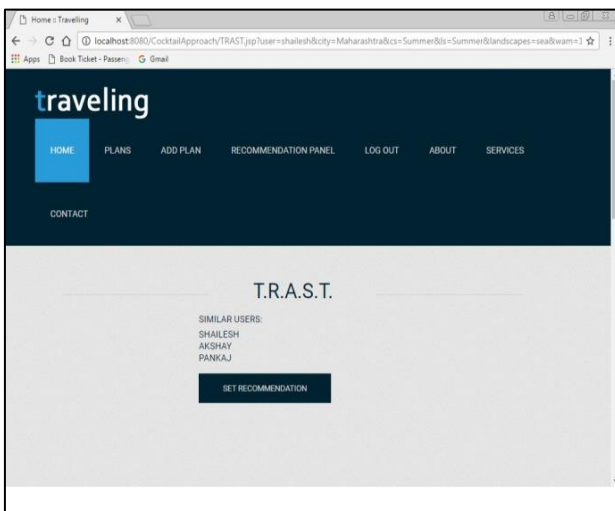 Home :: Traveling
localhost:8080/CocktailApproach/TRAST.jsp?user=shailesh&city=Maharashtra&cs=Summer&ls=Summer&landscapes=sea&wam=1
Apps Book Ticket - Passen Gmail
traveling
HOME PLANS ADD PLAN RECOMMENDATION PANEL LOG OUT ABOUT SERVICES
CONTACT
T.R.A.S.T.
SIMILAR USERS:
SHAILESH
AKSHAY
PANKAJ
SET RECOMMENDATION